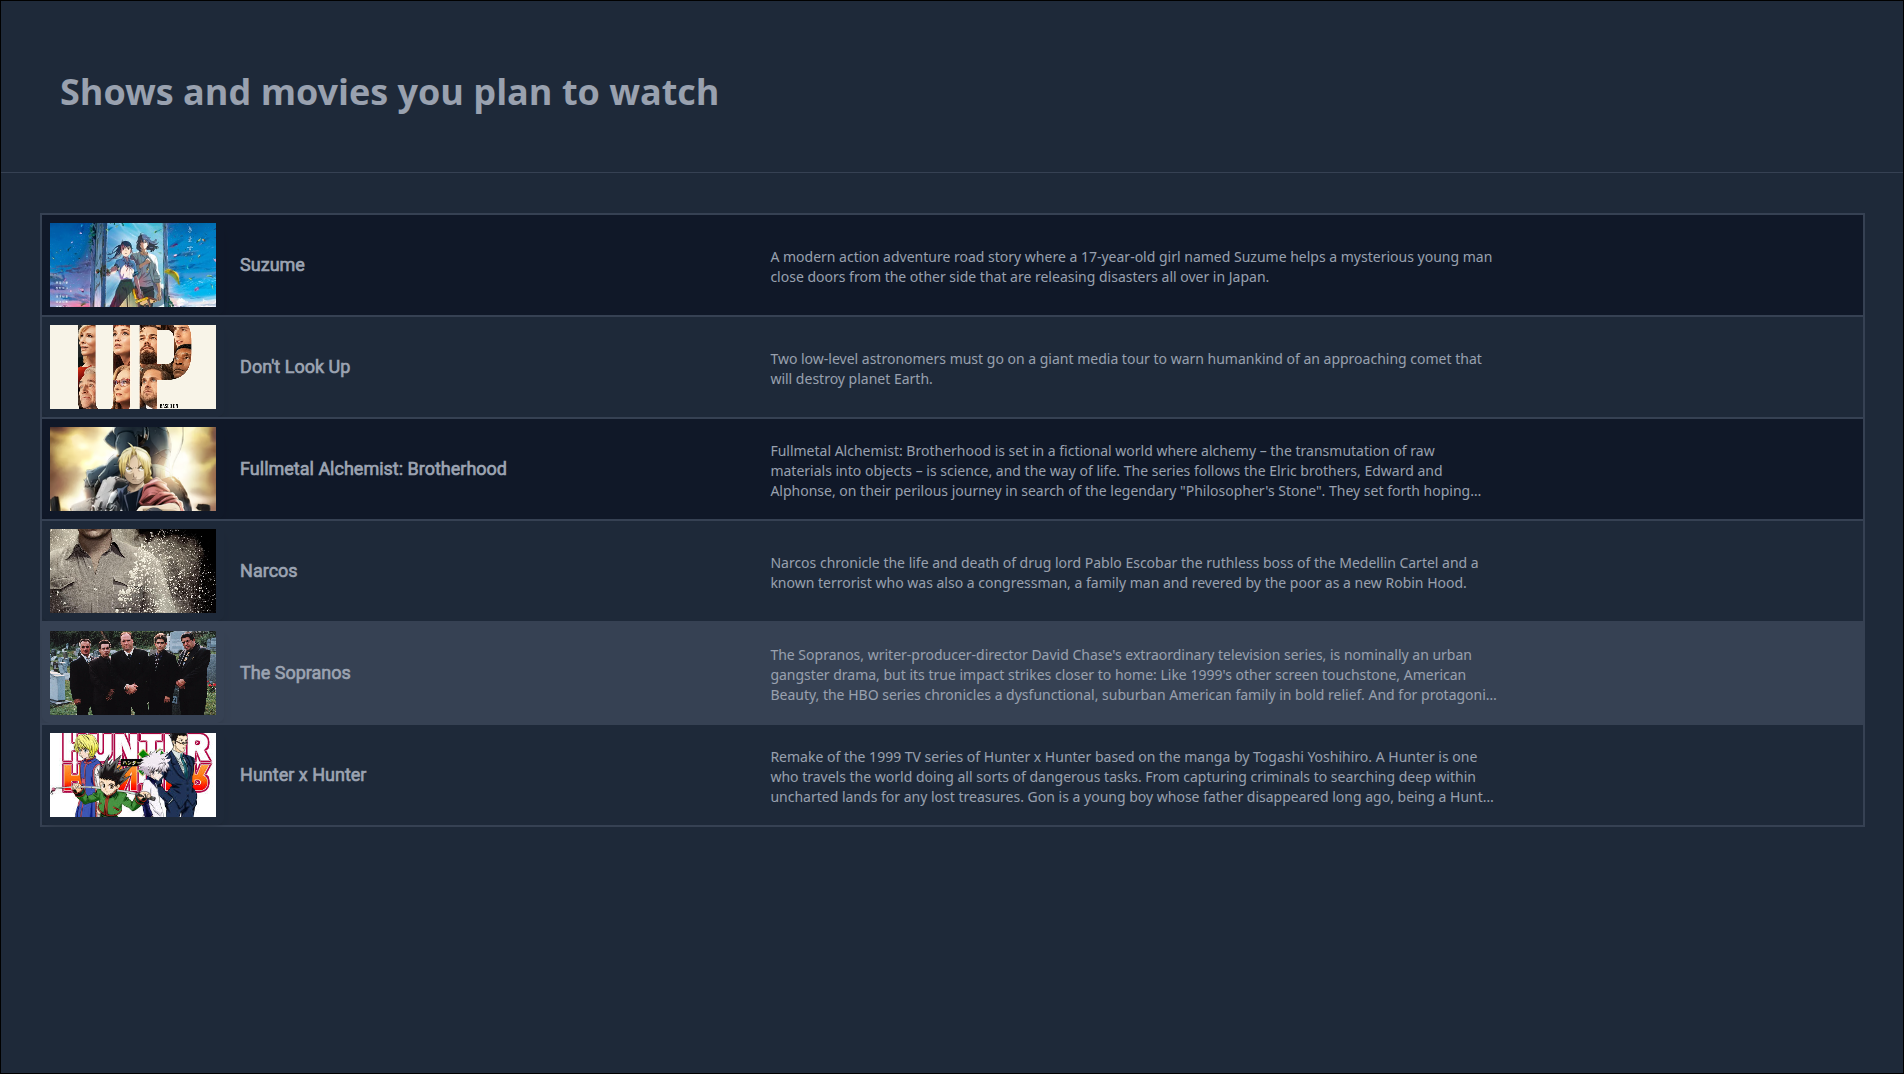 Shows and movies you plan to watch
Suzume
A modern action adventure road story where a 17-year-old girl named Suzume helps a mysterious young man
close doors from the other side that are releasing disasters all over in Japan.
UP
Don't Look Up
Two low-level astronomers must go on a giant media tour to warn humankind of an approaching comet that
will destroy planet Earth.
Fullmetal Alchemist: Brotherhood
Fullmetal Alchemist: Brotherhood is set in a fictional world where alchemy – the transmutation of raw
materials into objects – is science, and the way of life. The series follows the Elric brothers, Edward and
Alphonse, on their perilous journey in search of the legendary "Philosopher's Stone". They set forth hoping...
Narcos
Narcos chronicle the life and death of drug lord Pablo Escobar the ruthless boss of the Medellin Cartel and a
known terrorist who was also a congressman, a family man and revered by the poor as a new Robin Hood.
The Sopranos
The Sopranos, writer-producer-director David Chase's extraordinary television series, is nominally an urban
gangster drama, but its true impact strikes closer to home: Like 1999's other screen touchstone, American
Beauty, the HBO series chronicles a dysfunctional, suburban American family in bold relief. And for protagoni...
HUNTER
Hunter x Hunter
Remake of the 1999 TV series of Hunter x Hunter based on the manga by Togashi Yoshihiro. A Hunter is one
who travels the world doing all sorts of dangerous tasks. From capturing criminals to searching deep within
uncharted lands for any lost treasures. Gon is a young boy whose father disappeared long ago, being a Hunt...